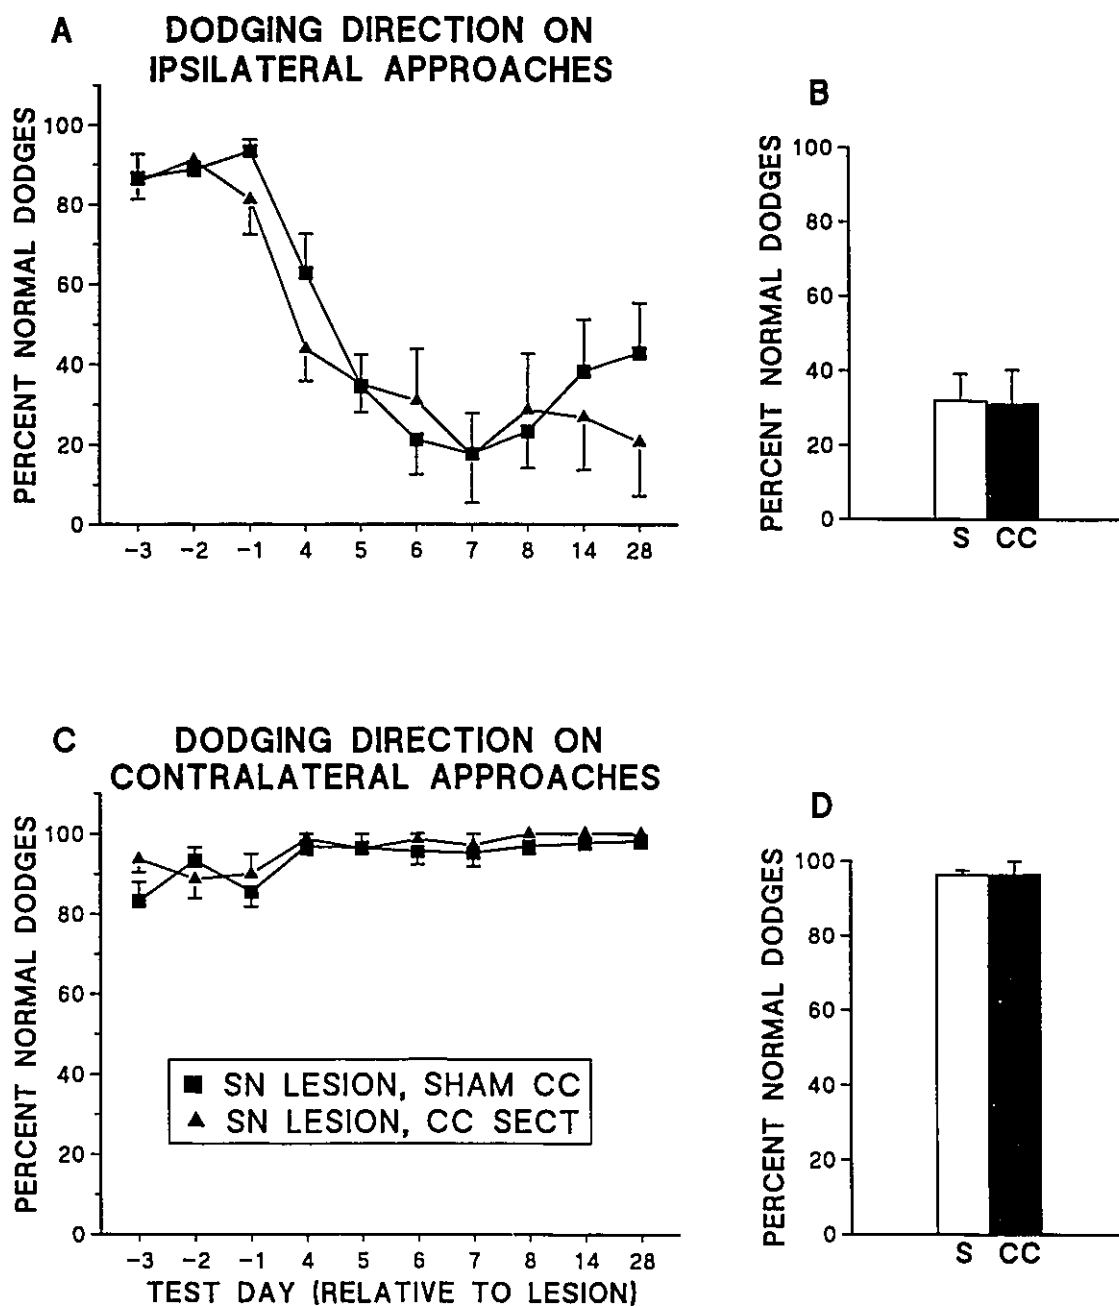 A
DODGING DIRECTION ON
IPSILATERAL APPROACHES
PERCENT NORMAL DODGES
100
80
60
40
20
0
-3 -2 -1 4 5 6 7 8 14 28
B
PERCENT NORMAL DODGES
100
80
60
40
20
0
S CC
C
DODGING DIRECTION ON
CONTRALATERAL APPROACHES
PERCENT NORMAL DODGES
100
80
60
40
20
0
SN LESION, SHAM CC
SN LESION, CC SECT
-3 -2 -1 4 5 6 7 8 14 28
TEST DAY (RELATIVE TO LESION)
D
PERCENT NORMAL DODGES
100
80
60
40
20
0
S CC